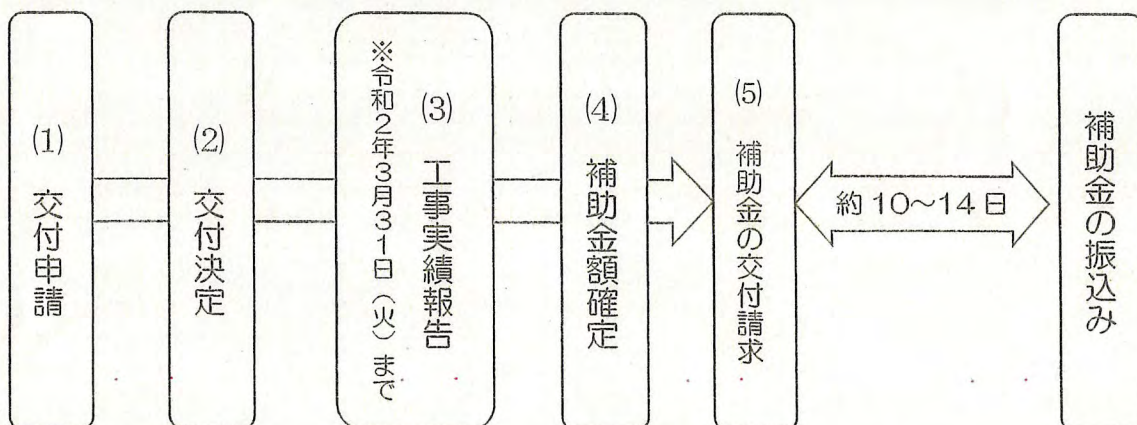 (1) 交付申請
(2) 交付決定
(3) 工事実績報告
※令和2年3月31日（火）まで
(4) 補助金額確定
(5) 補助金の交付請求
約10～14日
補助金の振込み